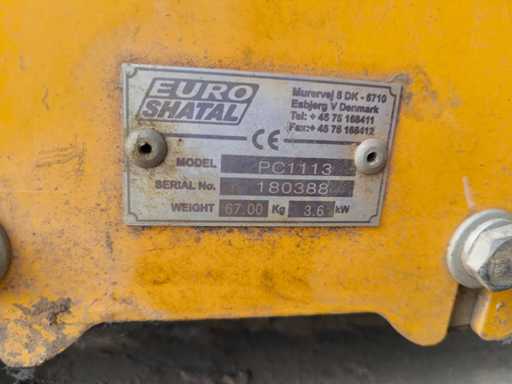 EURO
SHATAL
Murervej 8 DK - 6710
Esbjerg V Denmark
Tel: + 45 75 168411
Fax:+ 45 75 168412
CE
MODEL PC1113
SERIAL No. 180388
WEIGHT 67.00 Kg 3.6 kW